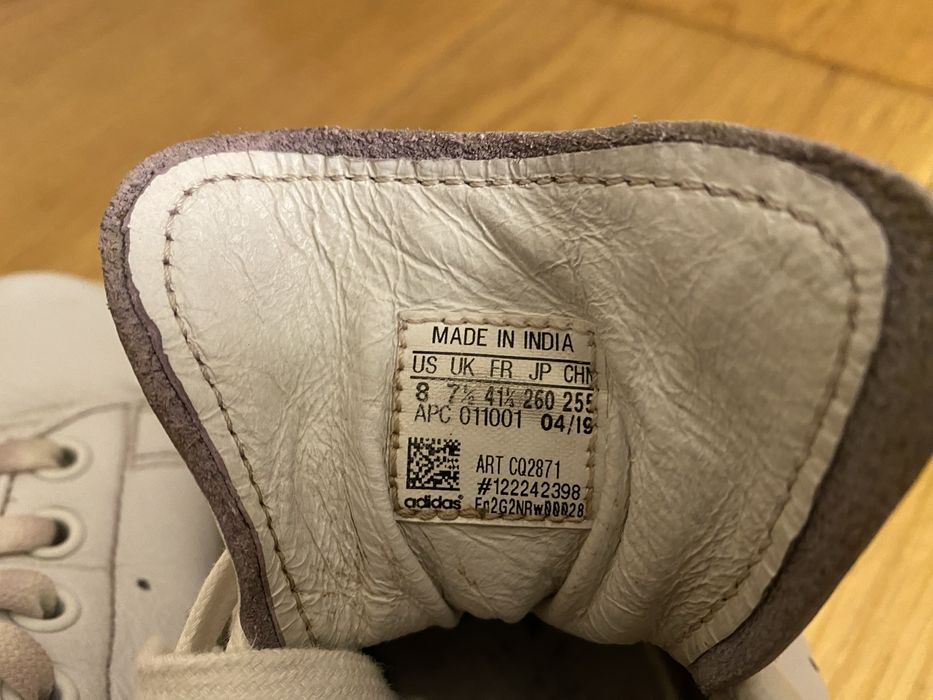 MADE IN INDIA
US UK FR JP CHN
8 7½ 41⅓ 260 255
APC 011001 04/19
ART CQ2871
#122242398
adidas